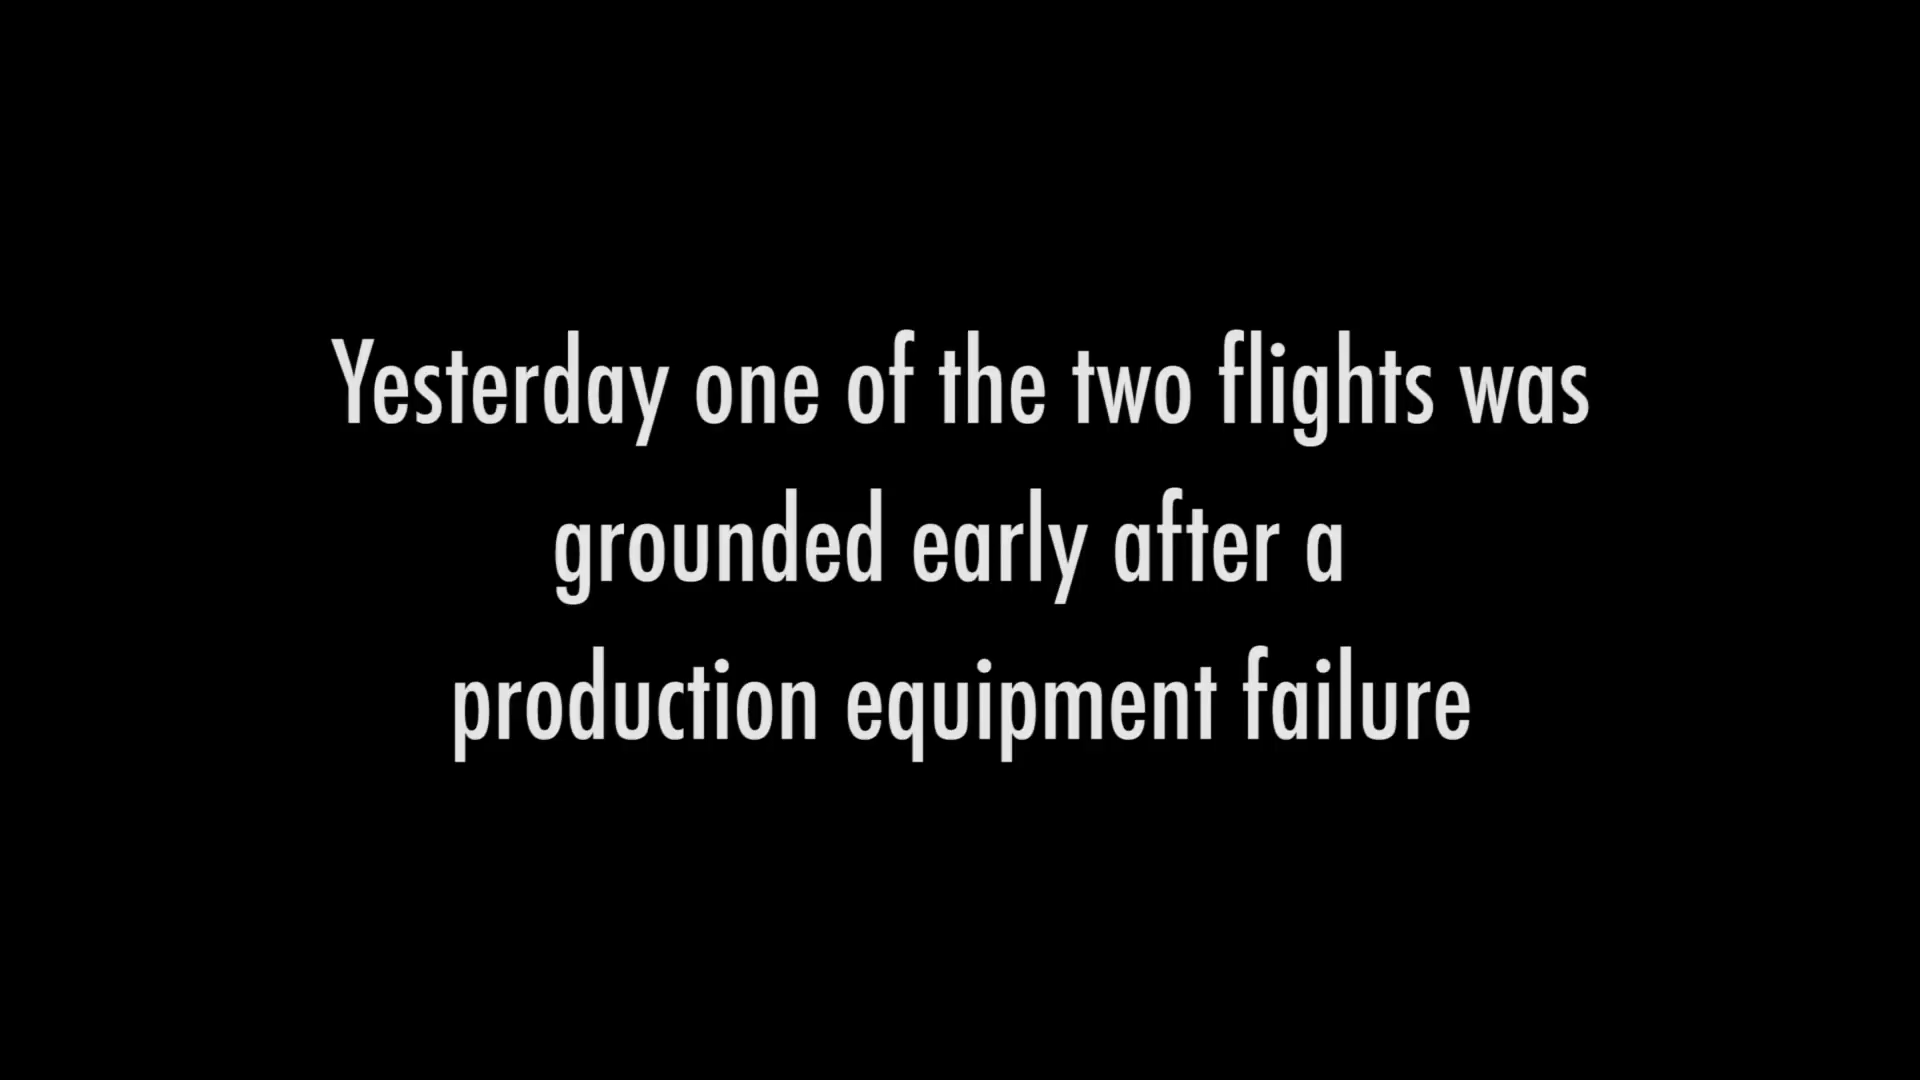 Yesterday one of the two flights was
grounded early after a
production equipment failure